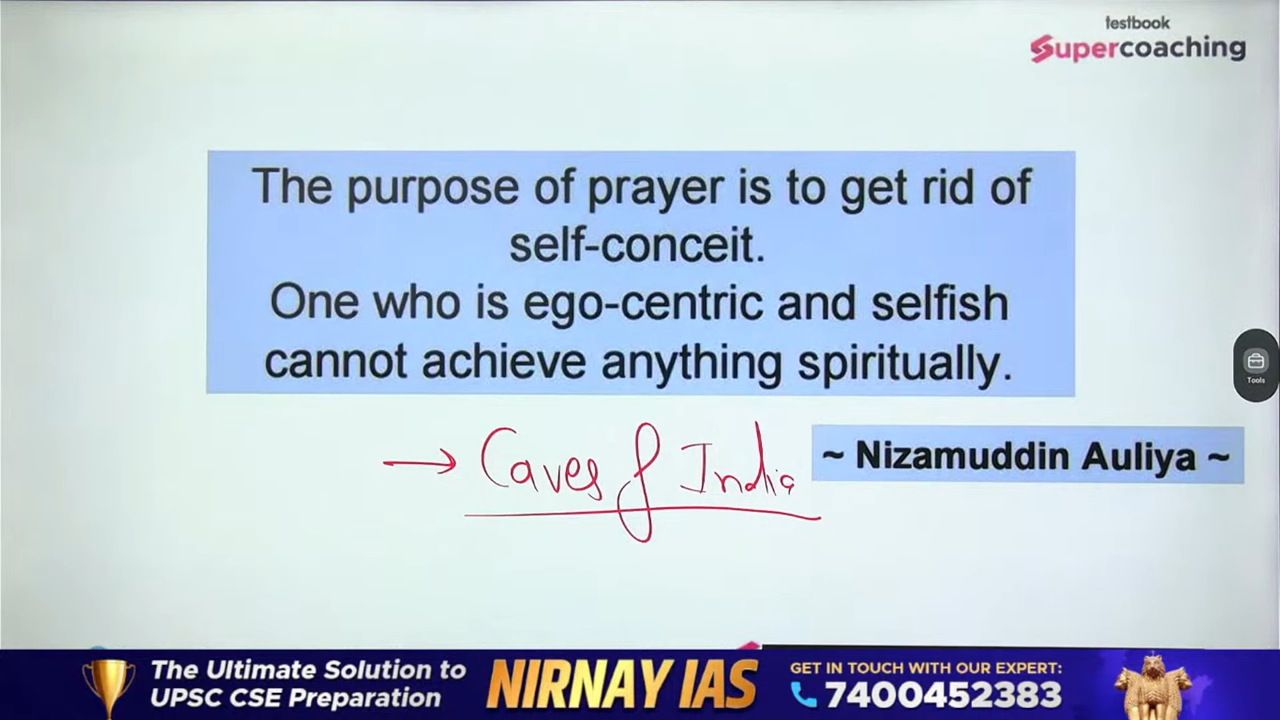 testbook
Supercoaching
The purpose of prayer is to get rid of
self-conceit.
One who is ego-centric and selfish
cannot achieve anything spiritually.
→ Caves of India
~ Nizamuddin Auliya ~
Tools
The Ultimate Solution to
UPSC CSE Preparation
NIRNAY IAS
GET IN TOUCH WITH OUR EXPERT:
7400452383